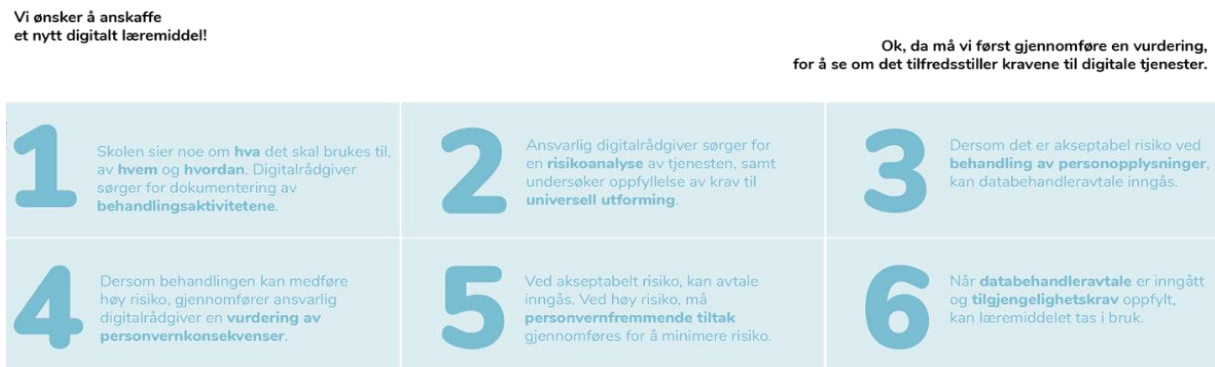 Vi ønsker å anskaffe
et nytt digitalt læremiddel!
Ok, da må vi først gjennomføre en vurdering,
for å se om det tilfredsstiller kravene til digitale tjenester.
1
Skolen sier noe om hva det skal brukes til,
av hvem og hvordan. Digitalrådgiver
sørger for dokumentering av
behandlingsaktivitetene.
2
Ansvarlig digitalrådgiver sørger for
en risikoanalyse av tjenesten, samt
undersøker oppfyllelse av krav til
universell utforming.
3
Dersom det er akseptabel risiko ved
behandling av personopplysninger,
kan databehandleravtale inngås.
4
Dersom behandlingen kan medføre
høy risiko, gjennomfører ansvarlig
digitalrådgiver en vurdering av
personvernkonsekvenser.
5
Ved akseptabelt risiko, kan avtale
inngås. Ved høy risiko, må
personvernfremmende tiltak
gjennomføres for å minimere risiko.
6
Når databehandleravtale er inngått
og tilgjengelighetskrav oppfylt,
kan læremiddelet tas i bruk.